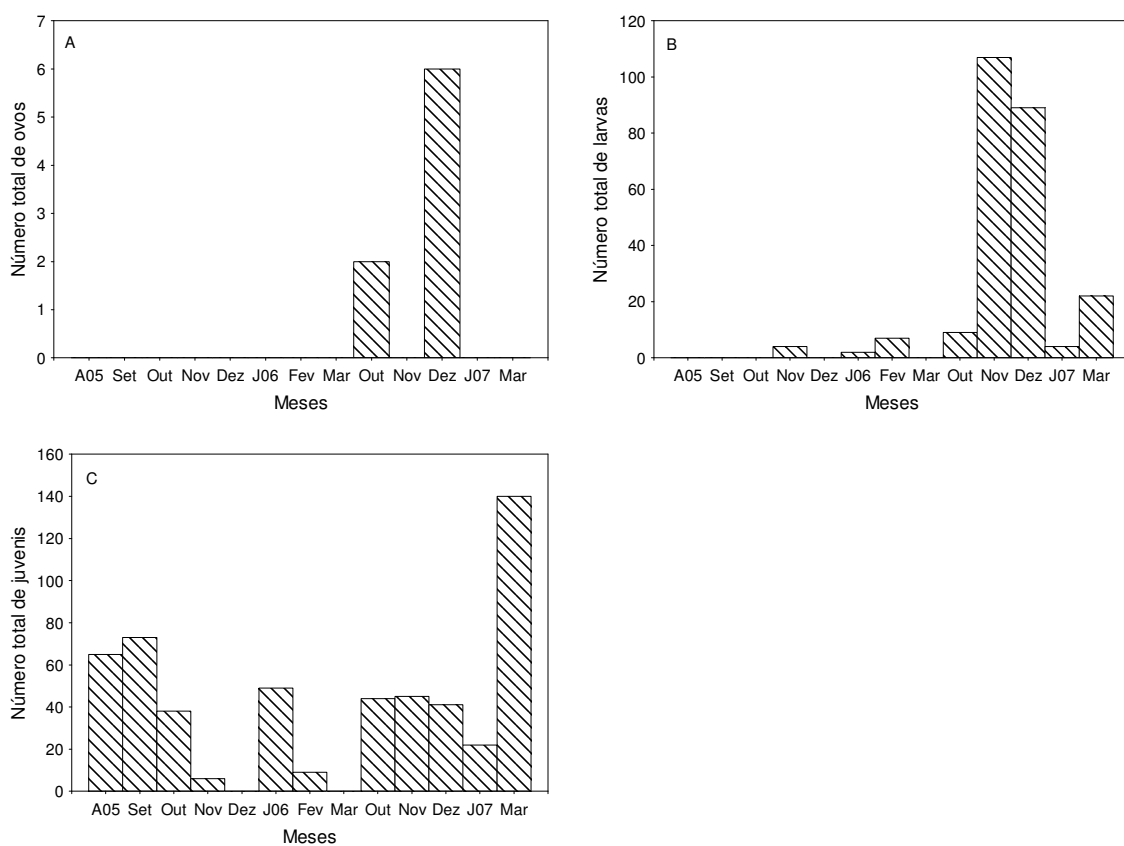 A
Número total de ovos
7
6
5
4
3
2
1
0
A05 Set Out Nov Dez J06 Fev Mar Out Nov Dez J07 Mar
Meses
B
Número total de larvas
120
100
80
60
40
20
0
A05 Set Out Nov Dez J06 Fev Mar Out Nov Dez J07 Mar
Meses
C
Número total de juvenis
160
140
120
100
80
60
40
20
0
A05 Set Out Nov Dez J06 Fev Mar Out Nov Dez J07 Mar
Meses